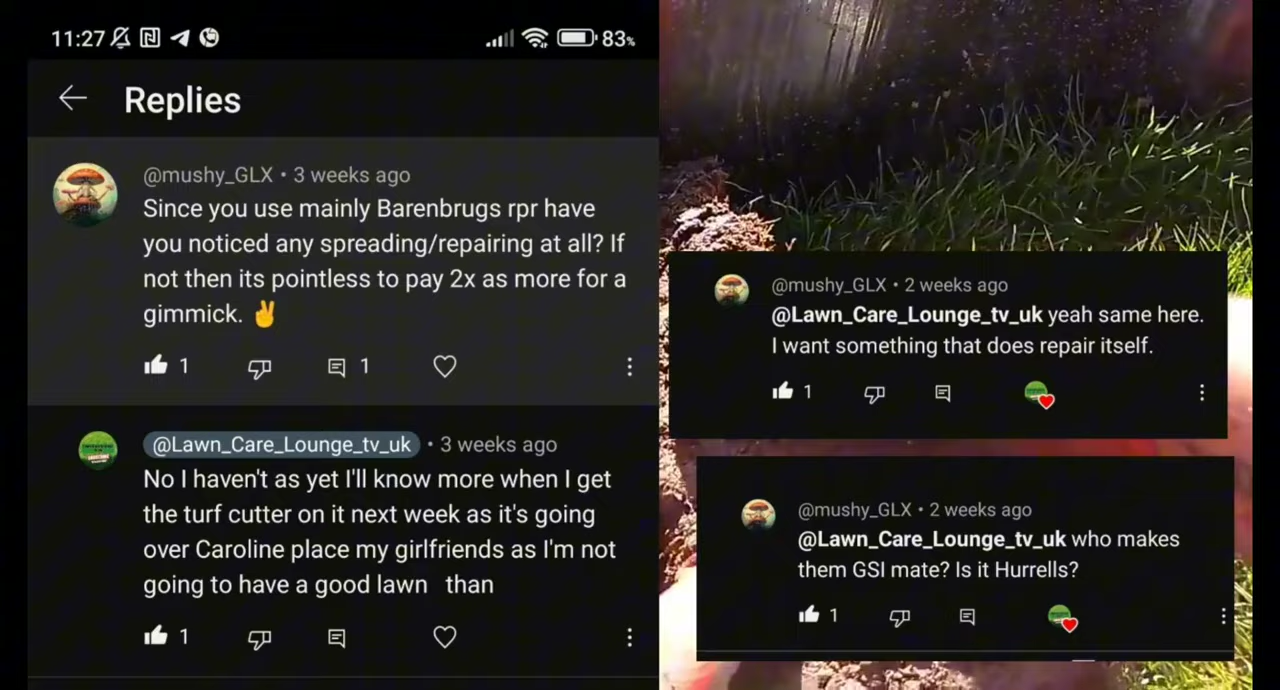 11:27
83%
Replies
@mushy_GLX • 3 weeks ago
Since you use mainly Barenbrugs rpr have
you noticed any spreading/repairing at all? If
not then its pointless to pay 2x as more for a
gimmick. ✌️
1
1
@Lawn_Care_Lounge_tv_uk • 3 weeks ago
No I haven't as yet I'll know more when I get
the turf cutter on it next week as it's going
over Caroline place my girlfriends as I'm not
going to have a good lawn than
1
@mushy_GLX • 2 weeks ago
@Lawn_Care_Lounge_tv_uk yeah same here.
I want something that does repair itself.
1
@mushy_GLX • 2 weeks ago
@Lawn_Care_Lounge_tv_uk who makes
them GSI mate? Is it Hurrells?
1